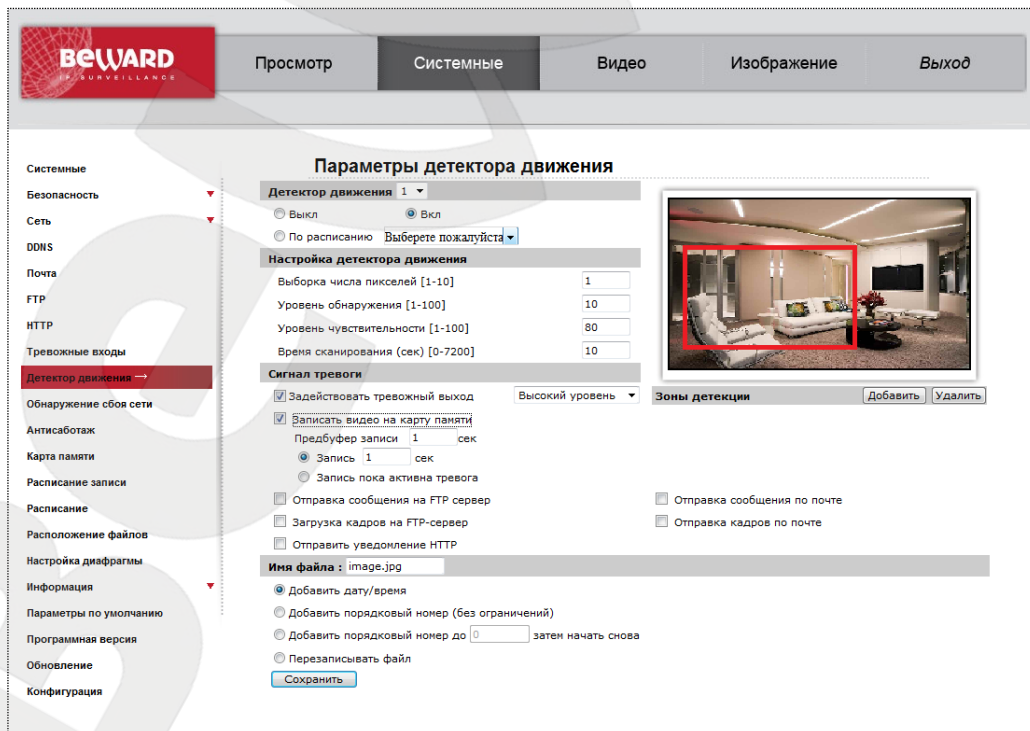 BEWARD
IP SURVEILLANCE
Просмотр
Системные
Видео
Изображение
Выход
Системные
Безопасность
Сеть
DDNS
Почта
FTP
HTTP
Тревожные входы
Детектор движения →
Обнаружение сбоя сети
Антисаботаж
Карта памяти
Расписание записи
Расписание
Расположение файлов
Настройка диафрагмы
Информация
Параметры по умолчанию
Программная версия
Обновление
Конфигурация
Параметры детектора движения
Детектор движения 1
Выкл Вкл
По расписанию Выберете пожалуйста
Настройка детектора движения
Выборка числа пикселей [1-10] 1
Уровень обнаружения [1-100] 10
Уровень чувствительности [1-100] 80
Время сканирования (сек) [0-7200] 10
Сигнал тревоги
Задействовать тревожный выход Высокий уровень
Зоны детекции Добавить Удалить
Записать видео на карту памяти
Предбуфер записи 1 сек
Запись 1 сек
Запись пока активна тревога
Отправка сообщения на FTP сервер Отправка сообщения по почте
Загрузка кадров на FTP-сервер Отправка кадров по почте
Отправить уведомление HTTP
Имя файла : image.jpg
Добавить дату/время
Добавить порядковый номер (без ограничений)
Добавить порядковый номер до 0 затем начать снова
Перезаписывать файл
Сохранить